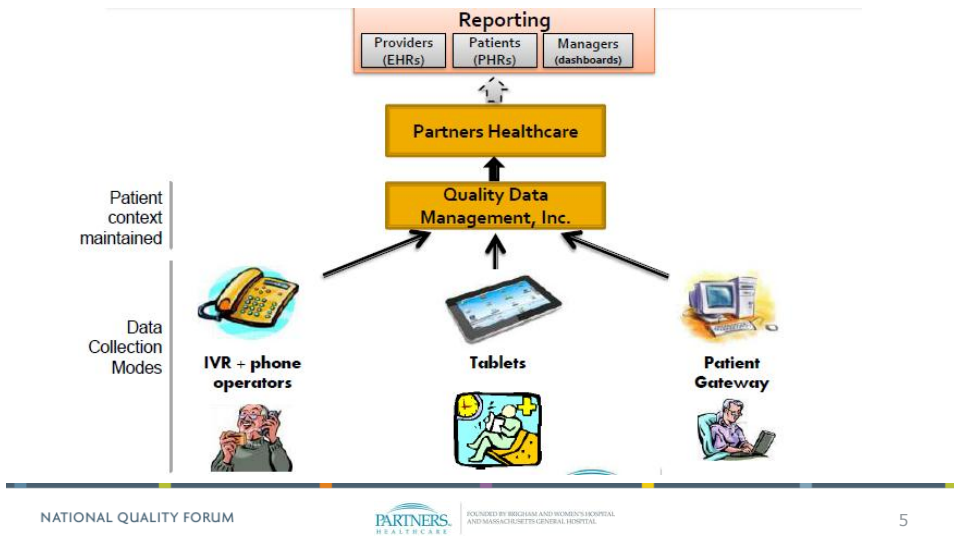 Reporting
Providers
(EHRs)
Patients
(PHRs)
Managers
(dashboards)
Partners Healthcare
Quality Data
Management, Inc.
Patient
context
maintained
Data
Collection
Modes
IVR + phone
operators
Tablets
Patient
Gateway
NATIONAL QUALITY FORUM
PARTNERS.
HEALTHCARE
FOUNDED BY BRIGHAM AND WOMEN'S HOSPITAL
AND MASSACHUSETTS GENERAL HOSPITAL
5